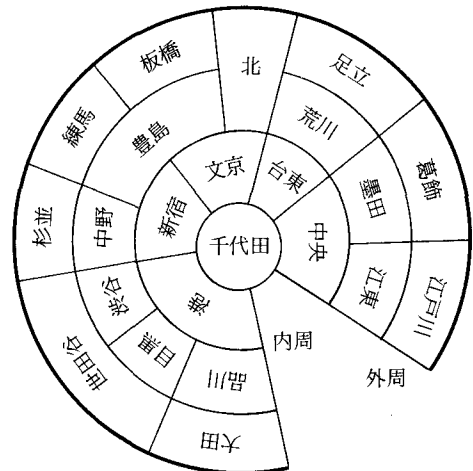 北
足立
板橋
練馬
荒川
葛飾
豊島
文京
台東
墨田
杉並
中野
新宿
千代田
中央
江東
江戸川
港
渋谷
目黒
世田谷
品川
大田
内周
外周